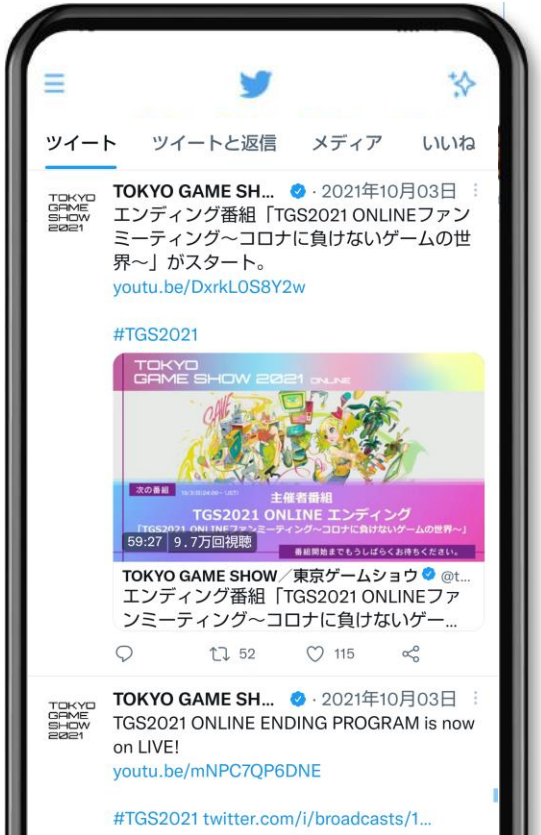 ツイート ツイートと返信 メディア いいね
TOKYO GAME SHOW 2021
TOKYO GAME SH... · 2021年10月03日
エンディング番組「TGS2021 ONLINEファン
ミーティング～コロナに負けないゲームの世
界～」がスタート。
youtu.be/DxrkL0S8Y2w
#TGS2021
TOKYO
GAME SHOW 2021 ONLINE
SAVE
次の番組
主催者番組
TGS2021 ONLINE エンディング
「TGS2021 ONLINEファンミーティング～コロナに負けないゲームの世界～」
59:27 9.7万回視聴
番組開始までもうしばらくお待ちください。
TOKYO GAME SHOW／東京ゲームショウ @t...
エンディング番組「TGS2021 ONLINEファ
ンミーティング～コロナに負けないゲー...
52 115
TOKYO GAME SHOW 2021
TOKYO GAME SH... · 2021年10月03日
TGS2021 ONLINE ENDING PROGRAM is now
on LIVE!
youtu.be/mNPC7QP6DNE
#TGS2021 twitter.com/i/broadcasts/1...